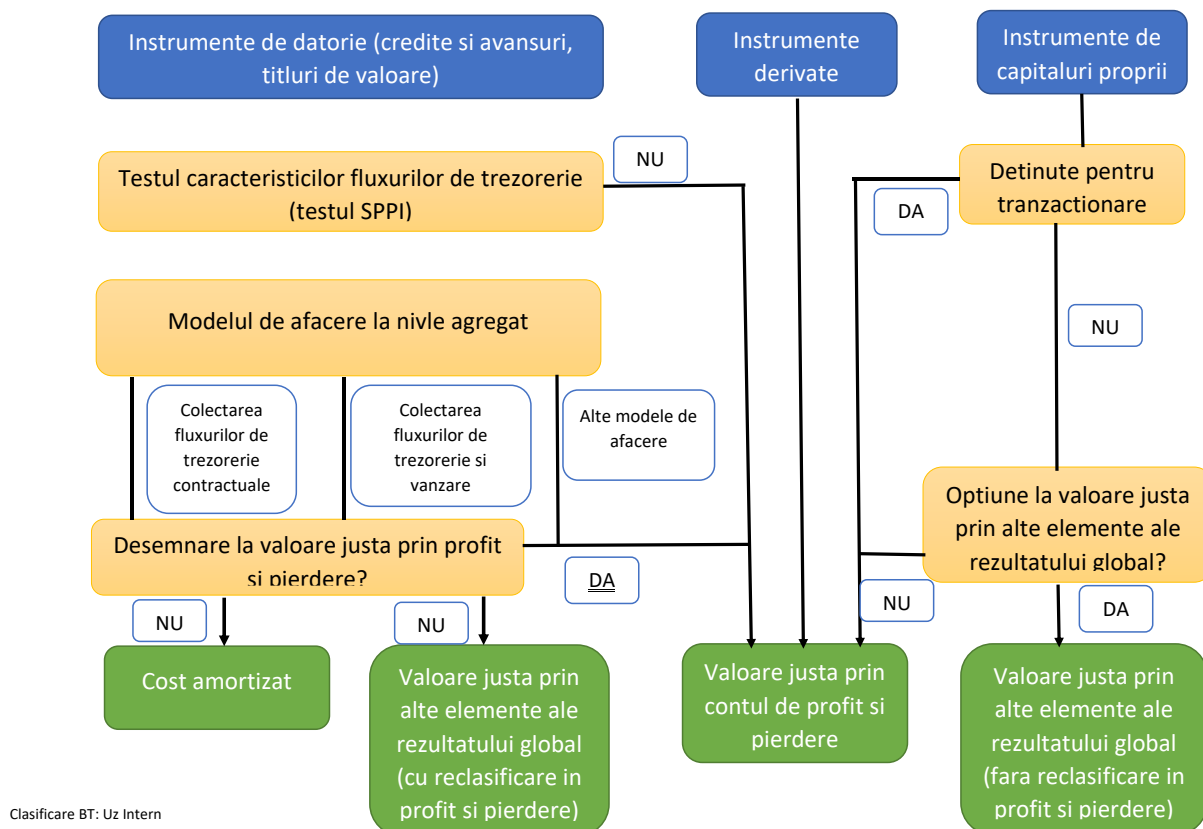 Instrumente de datorie (credite si avansuri,
titluri de valoare)
Instrumente
derivate
Instrumente de
capitaluri proprii
NU
Testul caracteristicilor fluxurilor de trezorerie
(testul SPPI)
Detinute pentru
tranzactionare
DA
Modelul de afacere la nivle agregat
NU
Colectarea
fluxurilor de
trezorerie
contractuale
Colectarea
fluxurilor de
trezorerie si
vanzare
Alte modele de
afacere
Optiune la valoare justa
prin alte elemente ale
rezultatului global?
Desemnare la valoare justa prin profit
si pierdere?
DA
NU
NU
NU
DA
Cost amortizat
Valoare justa prin
alte elemente ale
rezultatului global
(cu reclasificare in
profit si pierdere)
Valoare justa prin
contul de profit si
pierdere
Valoare justa prin
alte elemente ale
rezultatului global
(fara reclasificare in
profit si pierdere)
Clasificare BT: Uz Intern